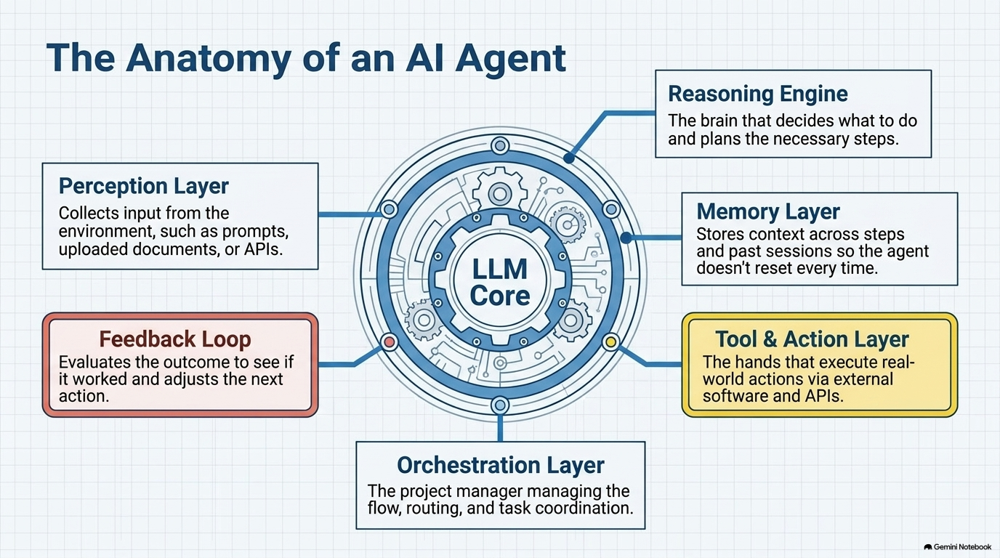 The Anatomy of an AI Agent
Reasoning Engine
The brain that decides what to do
and plans the necessary steps.
Perception Layer
Collects input from the
environment, such as prompts,
uploaded documents, or APIs.
Memory Layer
Stores context across steps
and past sessions so the agent
doesn't reset every time.
LLM
Core
Feedback Loop
Evaluates the outcome to see if
it worked and adjusts the next
action.
Tool & Action Layer
The hands that execute real-
world actions via external
software and APIs.
Orchestration Layer
The project manager managing the
flow, routing, and task coordination.
Gemini Notebook